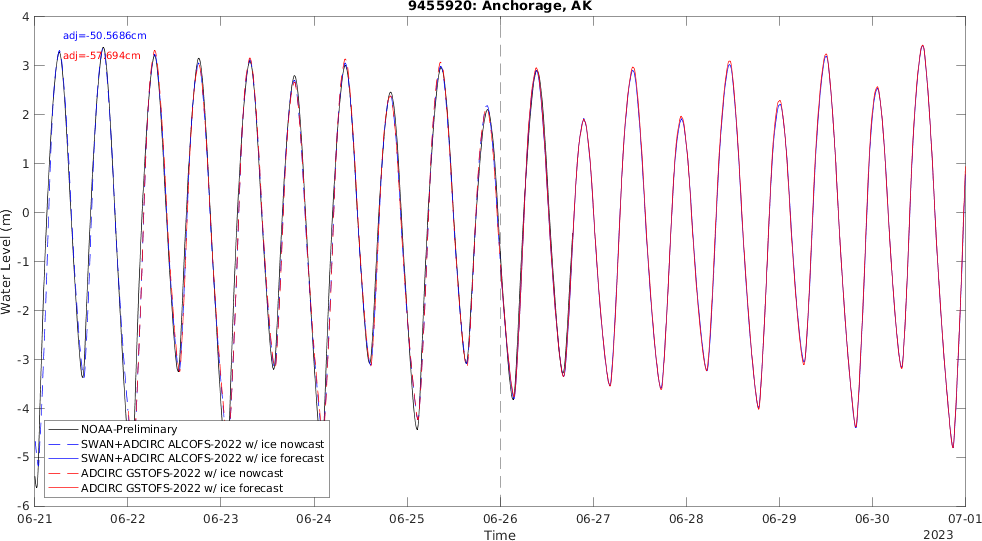 9455920: Anchorage, AK
adj=-50.5686cm
adj=-57.694cm
Water Level (m)
4
3
2
1
0
-1
-2
-3
-4
-5
-6
NOAA-Preliminary
SWAN+ADCIRC ALCOFS-2022 w/ ice nowcast
SWAN+ADCIRC ALCOFS-2022 w/ ice forecast
ADCIRC GSTOFS-2022 w/ ice nowcast
ADCIRC GSTOFS-2022 w/ ice forecast
06-21 06-22 06-23 06-24 06-25 06-26 06-27 06-28 06-29 06-30 07-01
Time
2023